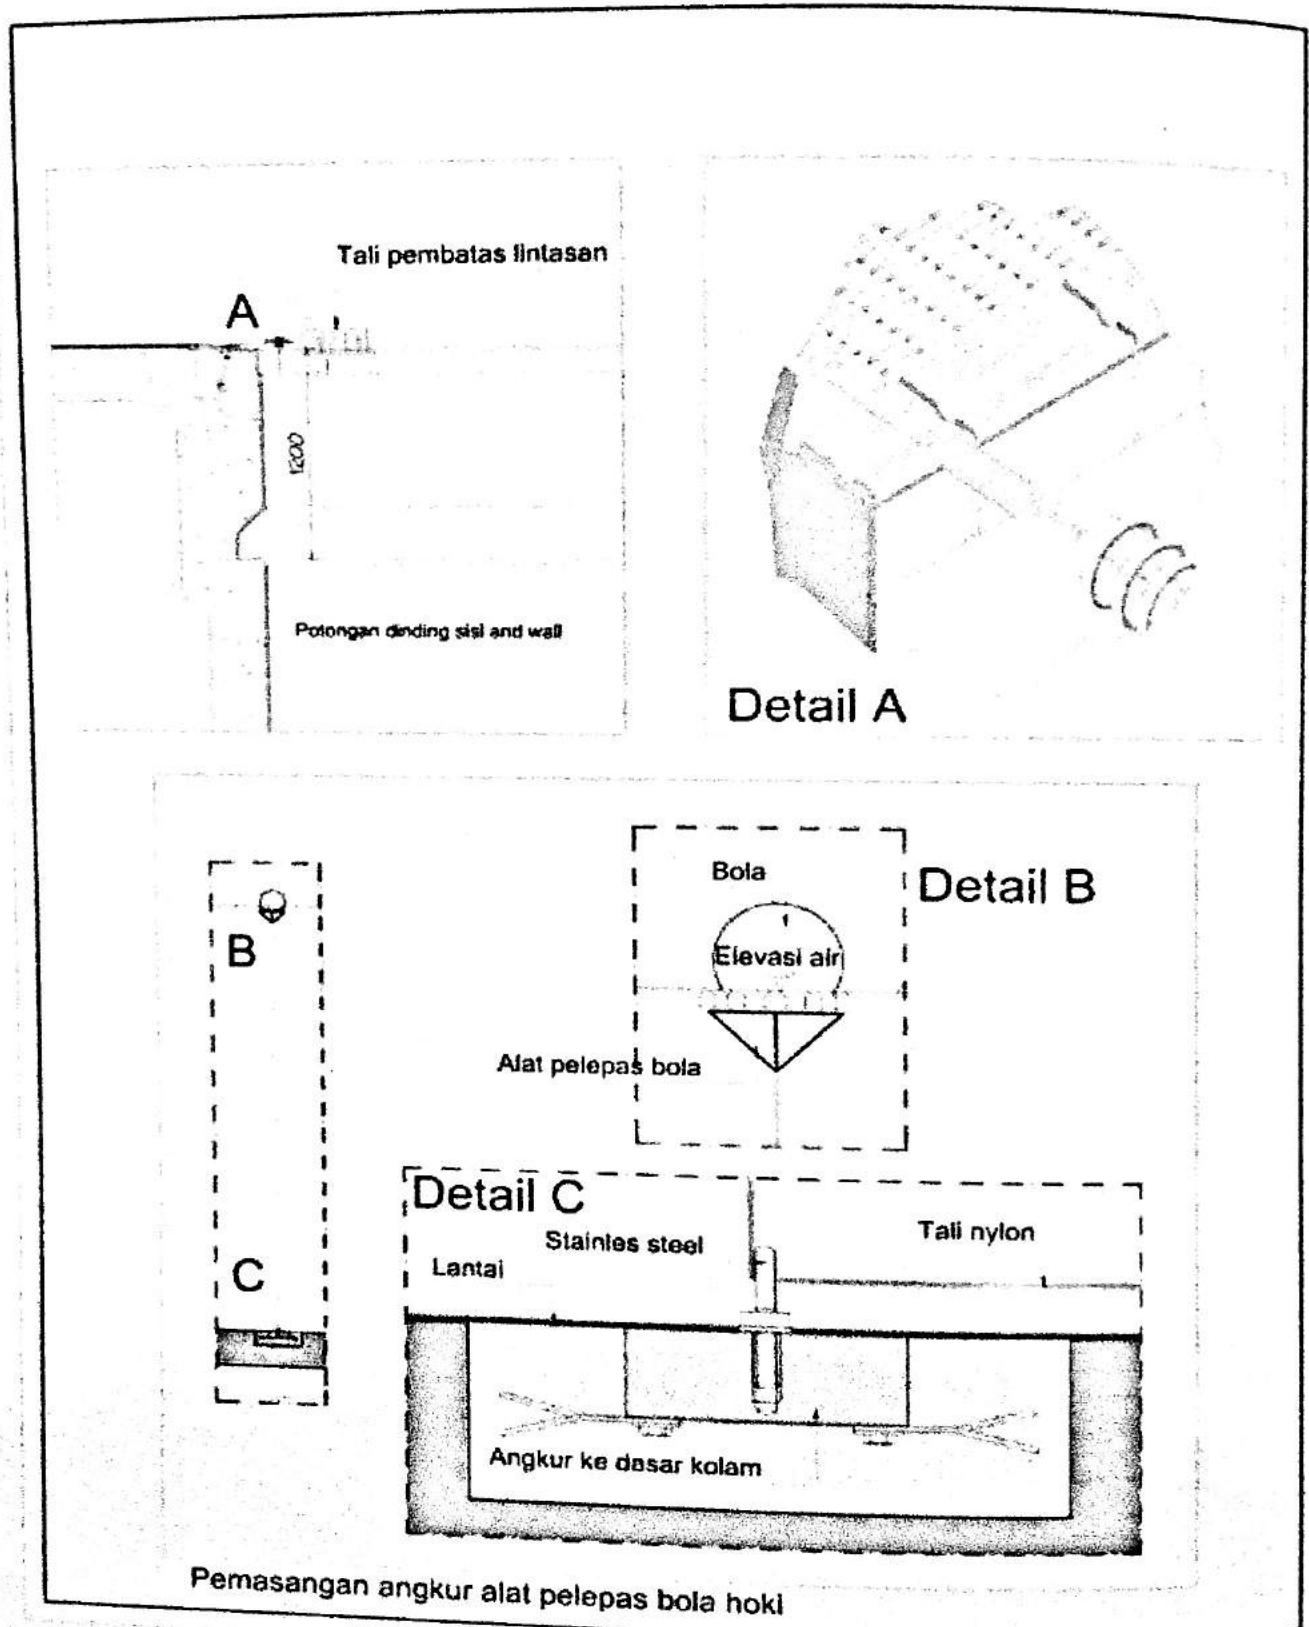 Tali pembatas lintasan
A
1200
Potongan dinding sisi and wall
Detail A
B
C
Bola
Detail B
Elevasi air
Alat pelepas bola
Detail C
Stainles steel
Tali nylon
Lantai
Angkur ke dasar kolam
Pemasangan angkur alat pelepas bola hoki